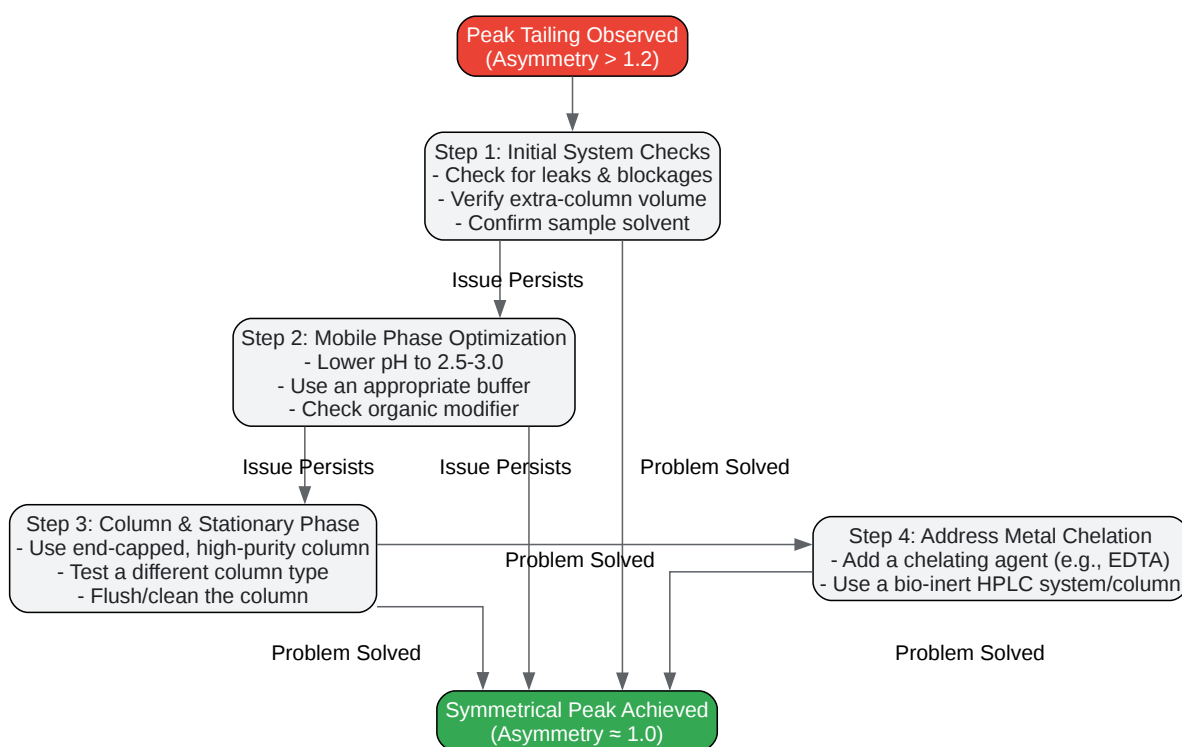 Peak Tailing Observed
(Asymmetry > 1.2)
Step 1: Initial System Checks
- Check for leaks & blockages
- Verify extra-column volume
- Confirm sample solvent
Issue Persists
Step 2: Mobile Phase Optimization
- Lower pH to 2.5-3.0
- Use an appropriate buffer
- Check organic modifier
Issue Persists
Issue Persists
Problem Solved
Step 3: Column & Stationary Phase
- Use end-capped, high-purity column
- Test a different column type
- Flush/clean the column
Problem Solved
Step 4: Address Metal Chelation
- Add a chelating agent (e.g., EDTA)
- Use a bio-inert HPLC system/column
Problem Solved
Problem Solved
Symmetrical Peak Achieved
(Asymmetry ≈ 1.0)